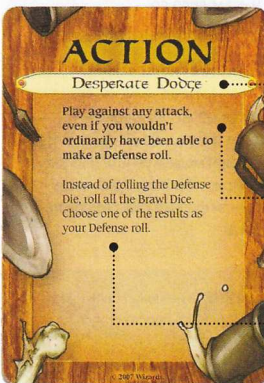 ACTION
Desperate Dodge
Play against any attack,
even if you wouldn't
ordinarily have been able to
make a Defense roll.
Instead of rolling the Defense
Die, roll all the Brawl Dice.
Choose one of the results as
your Defense roll.
© 2007 Wizards